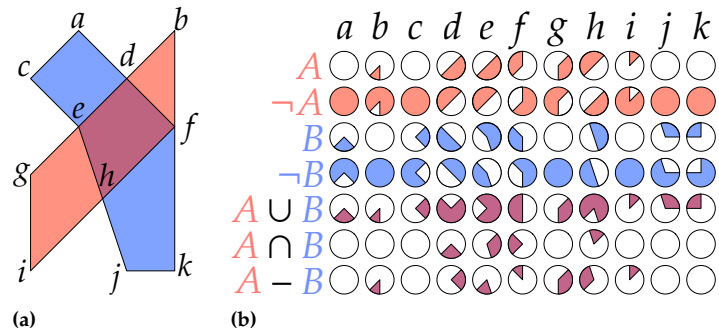 a b
c d
e f
g h
i j k
(a)
a b c d e f g h i j k
A
¬A
B
¬B
A ∪ B
A ∩ B
A − B
(b)